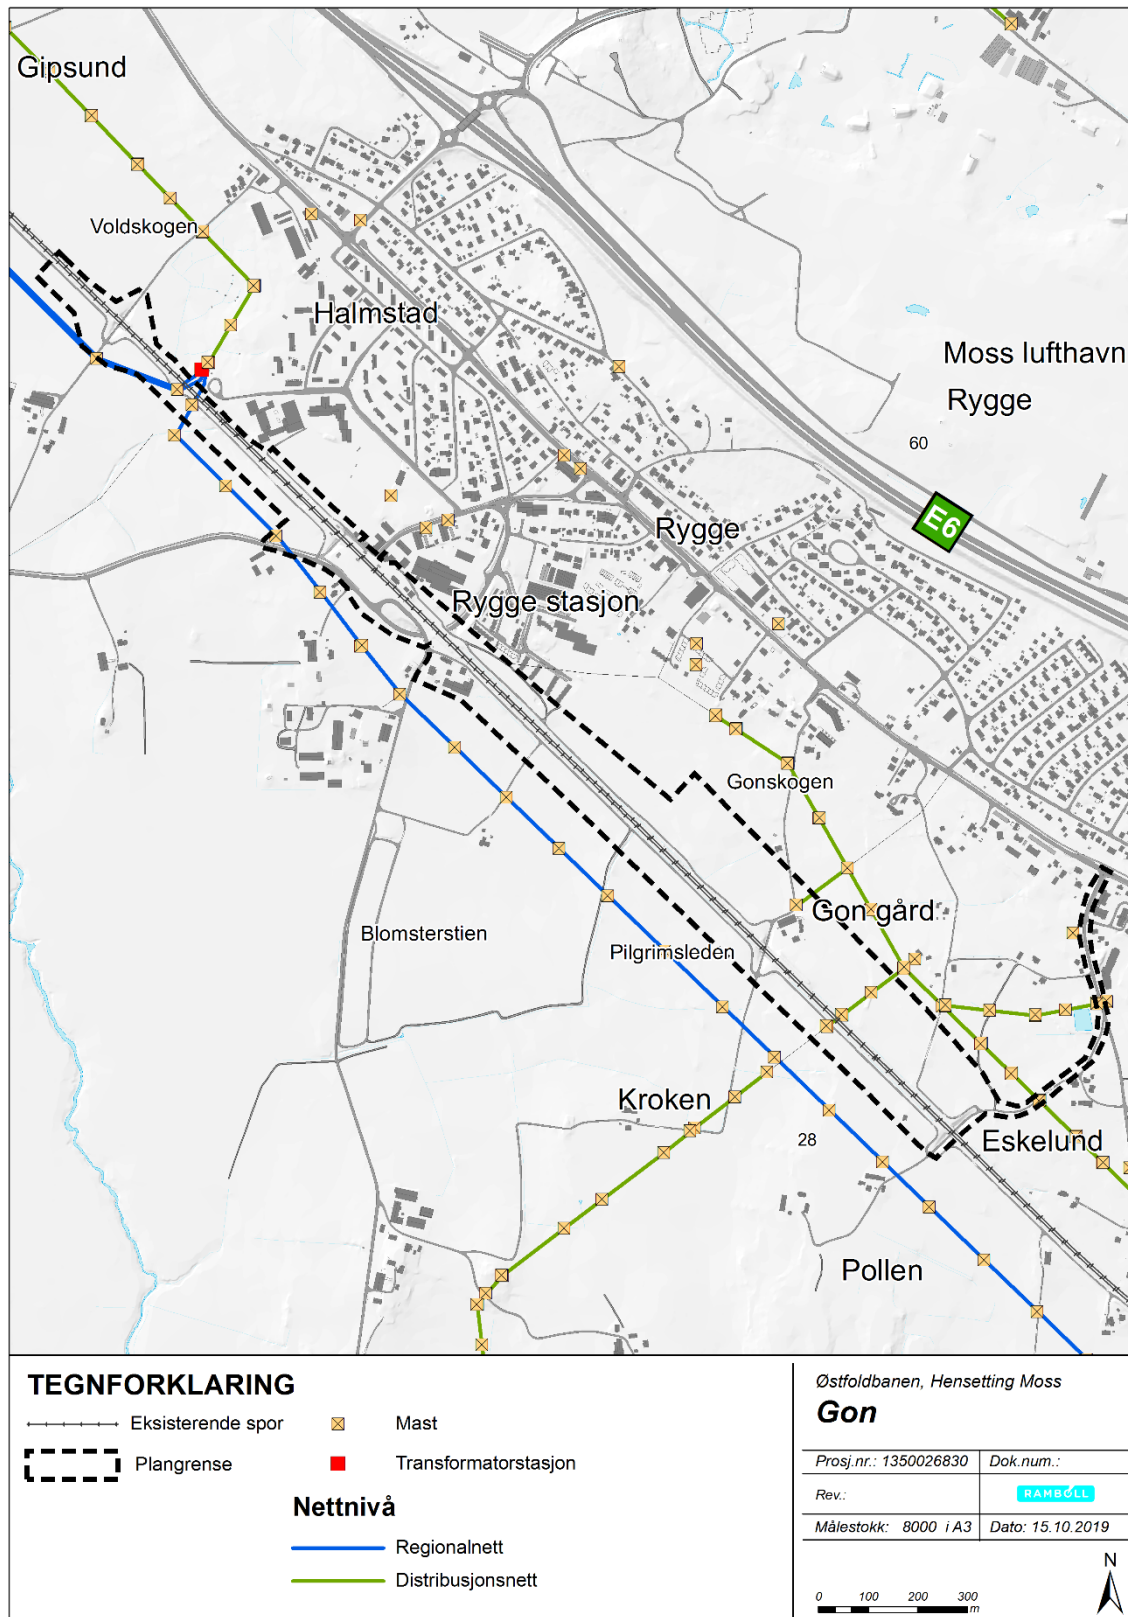 Gipsund
Voldskogen
Halmstad
Moss lufthavn
Rygge
60
E6
Rygge
Rygge stasjon
Gonskogen
Gon gård
Blomsterstien
Pilgrimsleden
Kroken
28
Eskelund
Pollen
TEGNFORKLARING
Eksisterende spor
Mast
Plangrense
Transformatorstasjon
Nettnivå
Regionalnett
Distribusjonsnett
Østfoldbanen, Hensetting Moss
Gon
Prosj.nr.: 1350026830 Dok.num.:
Rev.: RAMBOLL
Målestokk: 8000 i A3 Dato: 15.10.2019
N
0 100 200 300
m